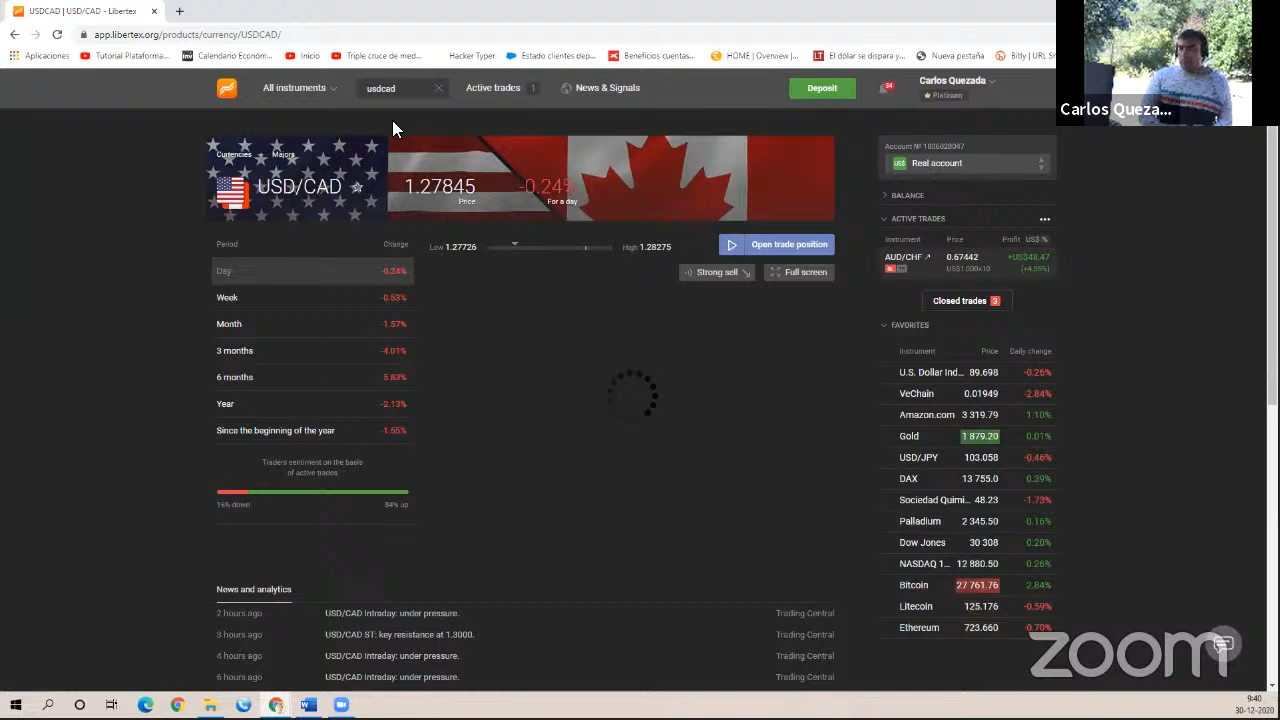 USDCAD | USD/CAD - Libertex
app.libertex.org/products/currency/USDCAD/
Aplicaciones
Tutorial Plataforma...
Calendario Económ...
Inicio
Triple cruce de med...
Hacker Typer
Estado clientes dep...
Beneficios cuentas...
HOME | Overview |...
El dólar se dispara y...
Nueva pestaña
Bitly | URL Sh
All instruments
usdcad
Active trades 1
News & Signals
Deposit
34
Carlos Quezada
Platinum
Carlos Queza...
Currencies
Majors
USD/CAD
1.27845
Price
-0.24%
For a day
Account № 1806028047
US$ Real account
BALANCE
Period Change
Day -0.24%
Week -0.53%
Month -1.57%
3 months -4.01%
6 months -5.83%
Year -2.13%
Since the beginning of the year -1.55%
Traders sentiment on the basis
of active trades
16% down 84% up
Low 1.27726
High 1.28275
Open trade position
Strong sell
Full screen
ACTIVE TRADES
Instrument Price Profit US$ %
AUD/CHF 0.67442 +US$48.47
US$1 000×10 (+4.85%)
Closed trades 3
FAVORITES
Instrument Price Daily change
U.S. Dollar Ind... 89.698 -0.26%
VeChain 0.01949 -2.84%
Amazon.com 3 319.79 1.10%
Gold 1 879.20 0.01%
USD/JPY 103.058 -0.46%
DAX 13 755.0 0.39%
Sociedad Quimi... 48.23 -1.73%
Palladium 2 345.50 0.16%
Dow Jones 30 308 0.20%
NASDAQ 1... 12 880.50 0.26%
Bitcoin 27 761.76 2.84%
Litecoin 125.176 -0.59%
Ethereum 723.660 -0.70%
News and analytics
2 hours ago USD/CAD Intraday: under pressure. Trading Central
3 hours ago USD/CAD ST: key resistance at 1.3000. Trading Central
4 hours ago USD/CAD Intraday: under pressure. Trading Central
6 hours ago USD/CAD Intraday: under pressure. Trading Central
zoom
9:40
30-12-2020